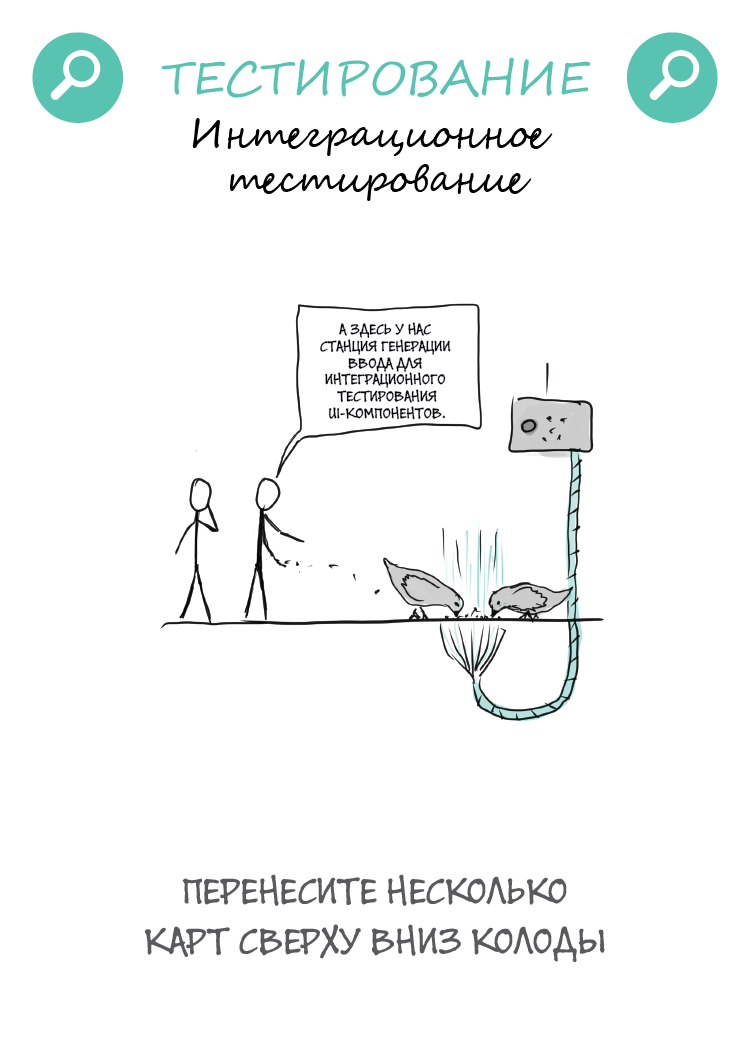 ТЕСТИРОВАНИЕ
Интеграционное
тестирование
А ЗДЕСЬ У НАС
СТАНЦИЯ ГЕНЕРАЦИИ
ВВОДА ДЛЯ
ИНТЕГРАЦИОННОГО
ТЕСТИРОВАНИЯ
UI-КОМПОНЕНТОВ.
ПЕРЕНЕСИТЕ НЕСКОЛЬКО
КАРТ СВЕРХУ ВНИЗ КОЛОДЫ